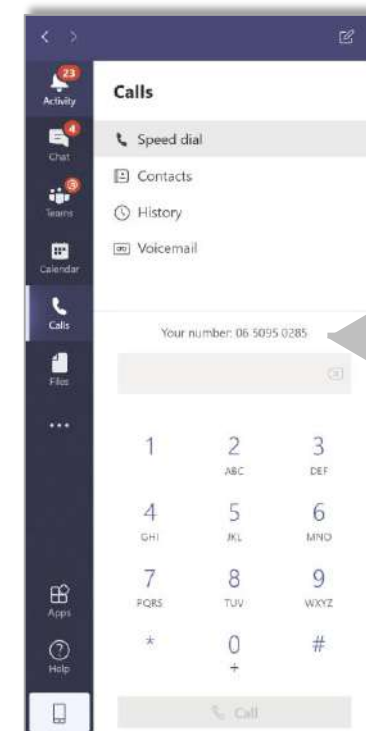 23
Activity
Calls
4
Chat
Speed dial
Contacts
3
Teams
History
Calendar
Voicemail
Calls
Your number: 06 5095 0285
Files
1 2 3
ABC DEF
4 5 6
GHI JKL MNO
7 8 9
PQRS TUV WXYZ
Apps
* 0 #
+
Help
Call